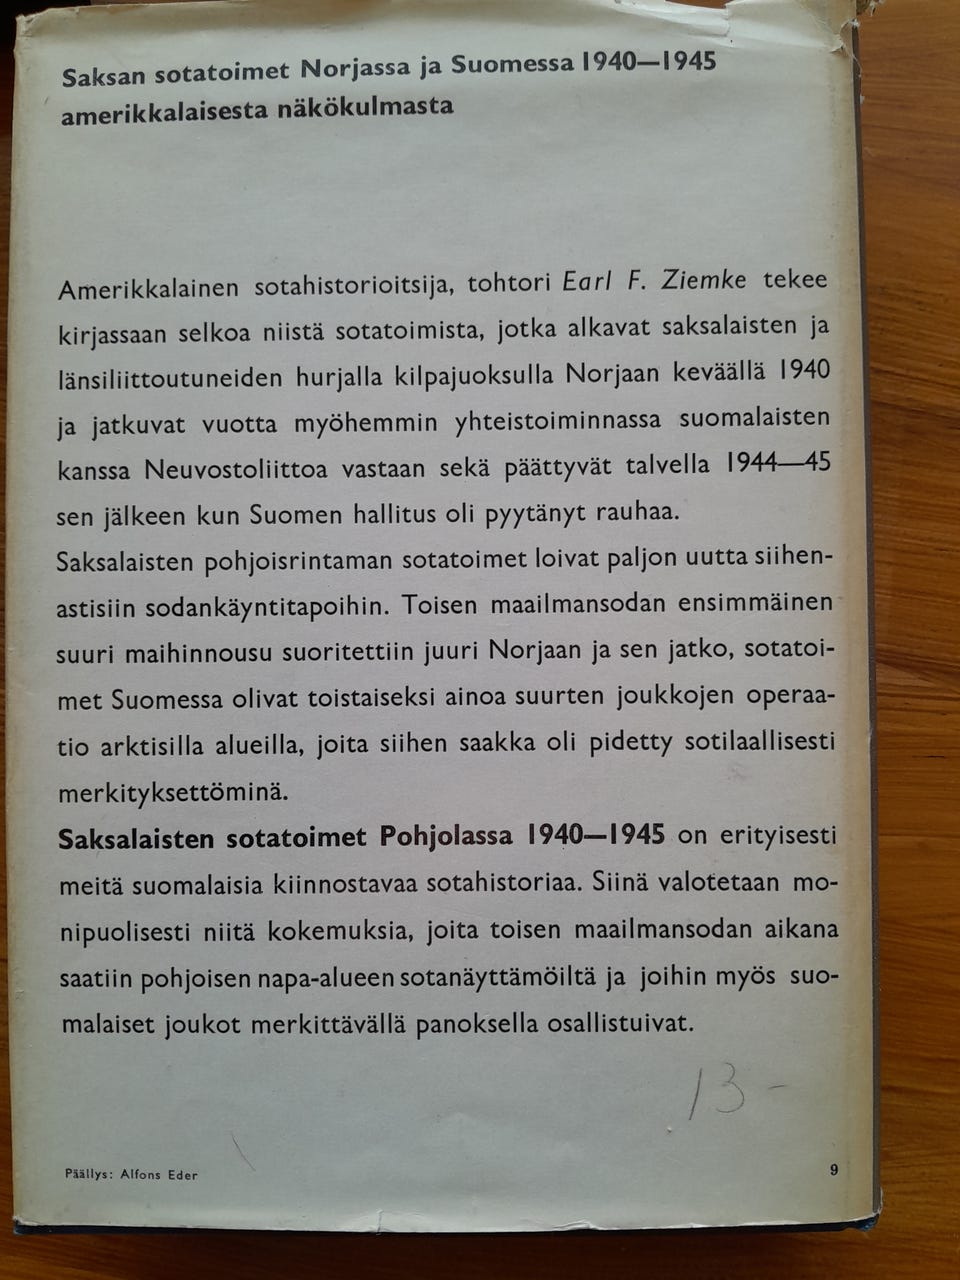 Saksan sotatoimet Norjassa ja Suomessa 1940—1945
amerikkalaisesta näkökulmasta
Amerikkalainen sotahistorioitsija, tohtori Earl F. Ziemke tekee
kirjassaan selkoa niistä sotatoimista, jotka alkavat saksalaisten ja
länsiliittoutuneiden hurjalla kilpajuoksulla Norjaan keväällä 1940
ja jatkuvat vuotta myöhemmin yhteistoiminnassa suomalaisten
kanssa Neuvostoliittoa vastaan sekä päättyvät talvella 1944—45
sen jälkeen kun Suomen hallitus oli pyytänyt rauhaa.
Saksalaisten pohjoisrintaman sotatoimet loivat paljon uutta siihen-
astisiin sodankäyntitapoihin. Toisen maailmansodan ensimmäinen
suuri maihinnousu suoritettiin juuri Norjaan ja sen jatko, sotatoi-
met Suomessa olivat toistaiseksi ainoa suurten joukkojen operaa-
tio arktisilla alueilla, joita siihen saakka oli pidetty sotilaallisesti
merkityksettöminä.
Saksalaisten sotatoimet Pohjolassa 1940—1945 on erityisesti
meitä suomalaisia kiinnostavaa sotahistoriaa. Siinä valotetaan mo-
nipuolisesti niitä kokemuksia, joita toisen maailmansodan aikana
saatiin pohjoisen napa-alueen sotanäyttämöiltä ja joihin myös suo-
malaiset joukot merkittävällä panoksella osallistuivat.
13-
Päällys: Alfons Eder
9